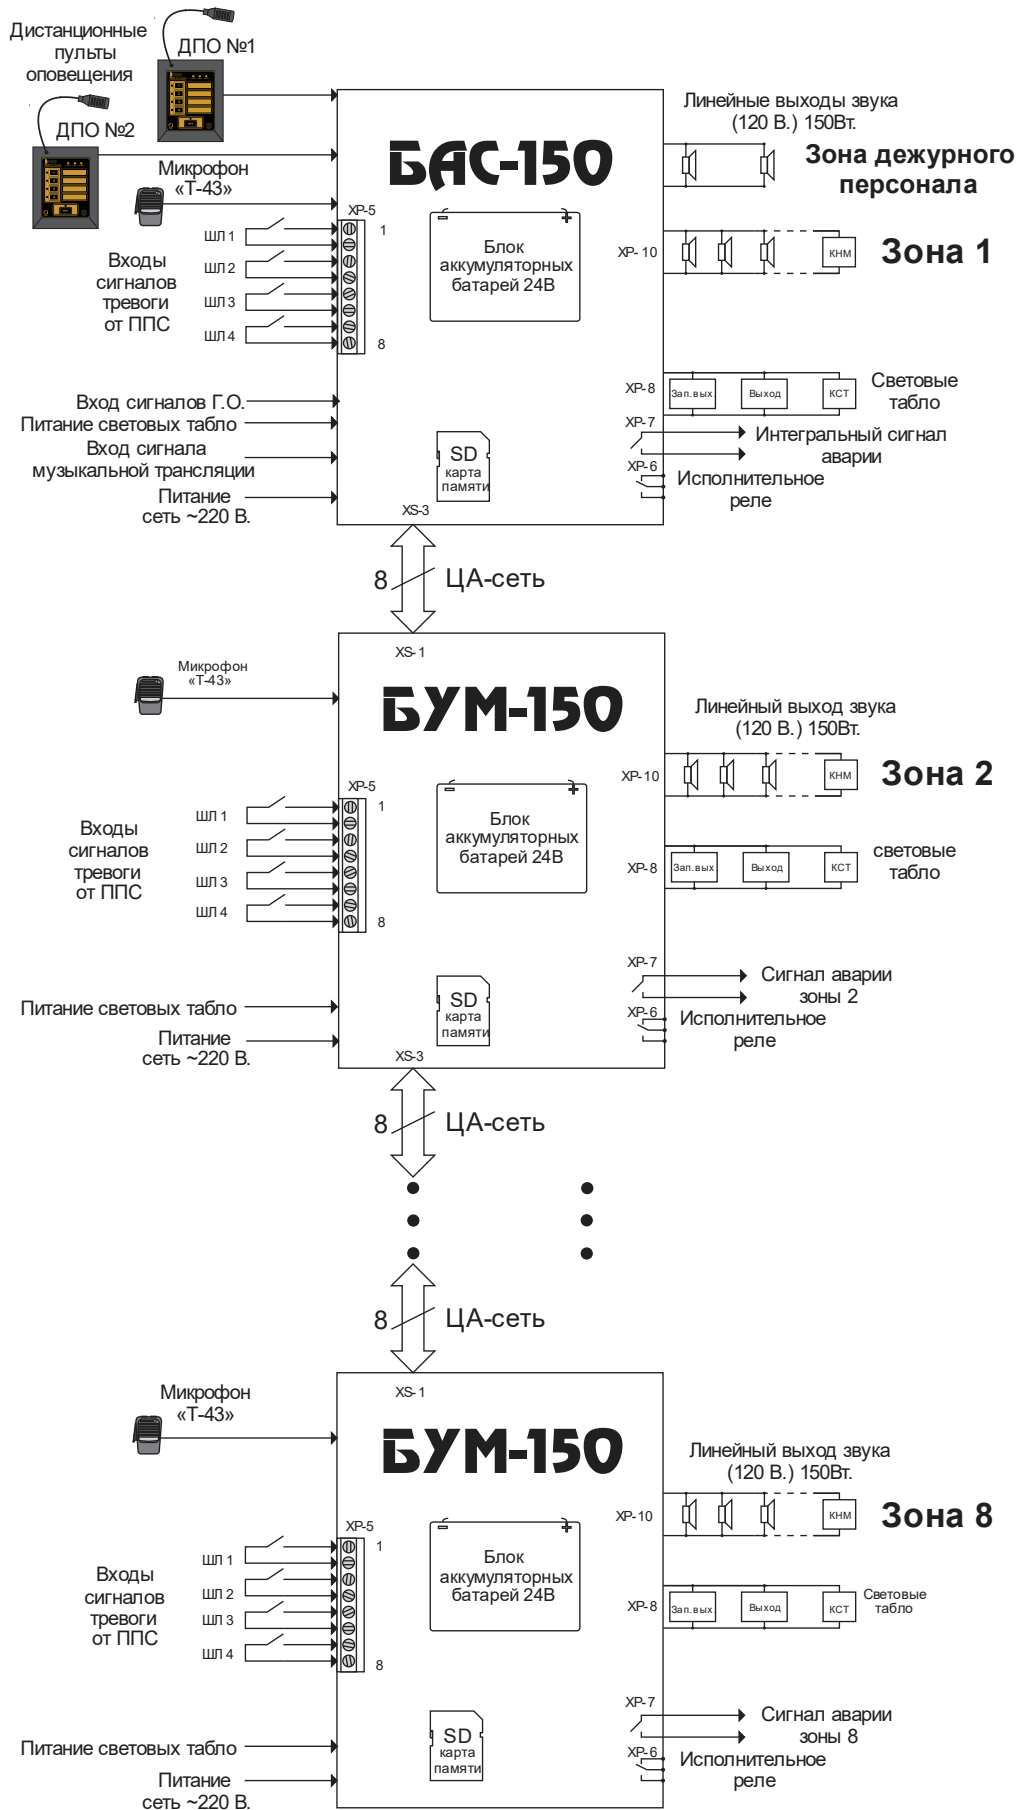 Дистанционные
пульты
оповещения
ДПО №1
ДПО №2
Микрофон
«Т-43»
БАС-150
Линейные выходы звука
(120 В.) 150Вт.
Зона дежурного
персонала
XP-5
1
ШЛ 1
ШЛ 2
ШЛ 3
ШЛ 4
8
Входы
сигналов
тревоги
от ППС
Блок
аккумуляторных
батарей 24В
XP-10
КНМ
Зона 1
Вход сигналов Г.О.
Питание световых табло
Вход сигнала
музыкальной трансляции
Питание
сеть ~220 В.
SD
карта
памяти
XP-8
Зап.вых.
Выход
КСТ
Световые
табло
XP-7
Интегральный сигнал
аварии
XP-6
Исполнительное
реле
XS-3
8
ЦА-сеть
XS-1
Микрофон
«Т-43»
БУМ-150
Линейный выход звука
(120 В.) 150Вт.
XP-5
1
ШЛ 1
ШЛ 2
ШЛ 3
ШЛ 4
8
Входы
сигналов
тревоги
от ППС
Блок
аккумуляторных
батарей 24В
XP-10
КНМ
Зона 2
XP-8
Зап.вых.
Выход
КСТ
световые
табло
Питание световых табло
Питание
сеть ~220 В.
SD
карта
памяти
XP-7
Сигнал аварии
зоны 2
XP-6
Исполнительное
реле
XS-3
8
ЦА-сеть
8
ЦА-сеть
XS-1
Микрофон
«Т-43»
БУМ-150
Линейный выход звука
(120 В.) 150Вт.
XP-5
1
ШЛ 1
ШЛ 2
ШЛ 3
ШЛ 4
8
Входы
сигналов
тревоги
от ППС
Блок
аккумуляторных
батарей 24В
XP-10
КНМ
Зона 8
XP-8
Зап.вых.
Выход
КСТ
Световые
табло
Питание световых табло
Питание
сеть ~220 В.
SD
карта
памяти
XP-7
Сигнал аварии
зоны 8
XP-6
Исполнительное
реле